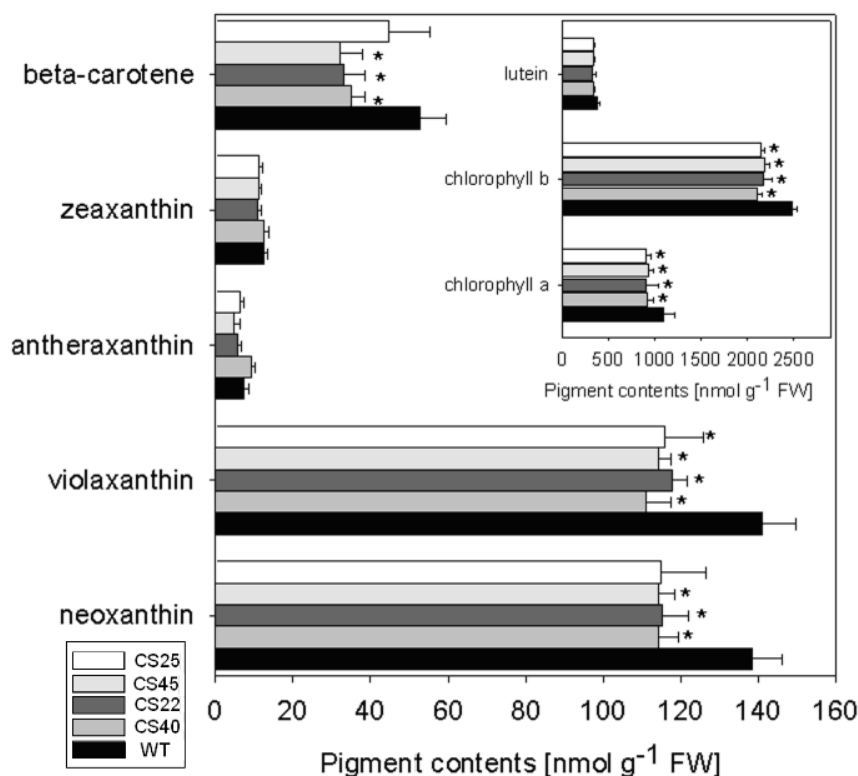 beta-carotene
*
*
*
zeaxanthin
antheraxanthin
violaxanthin
*
*
*
*
neoxanthin
*
*
*
lutein
chlorophyll b
*
*
*
*
chlorophyll a
*
*
*
*
0 500 1000 1500 2000 2500
Pigment contents [nmol g⁻¹ FW]
CS25
CS45
CS22
CS40
WT
0 20 40 60 80 100 120 140 160
Pigment contents [nmol g⁻¹ FW]